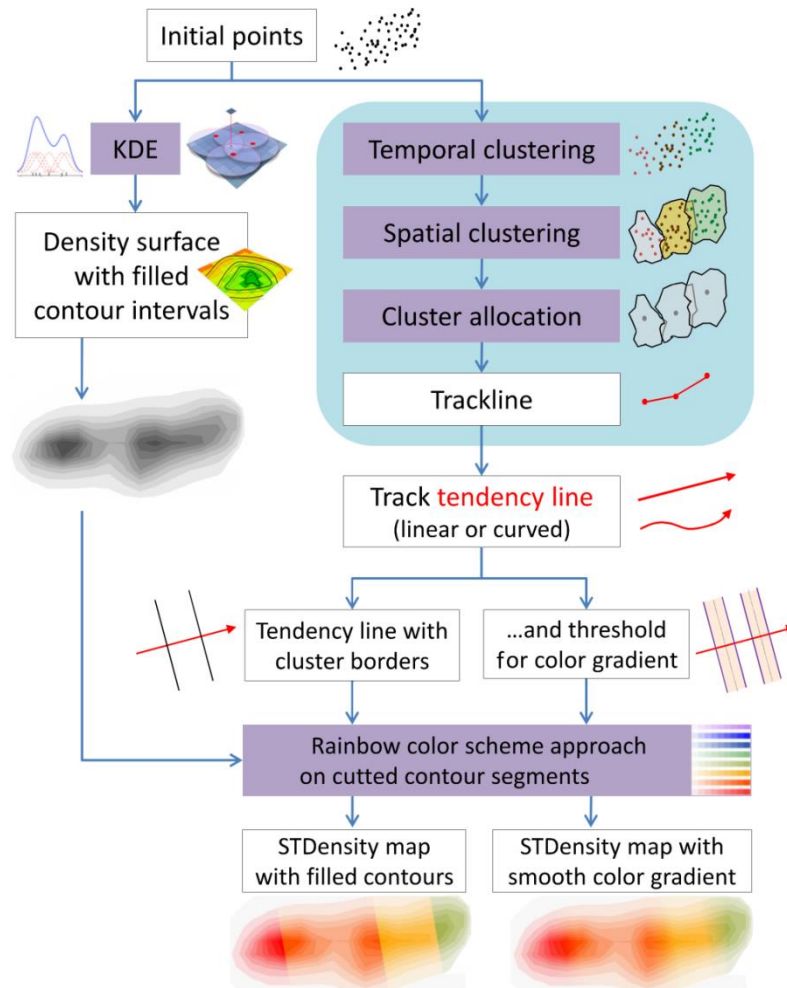 Initial points
KDE
Temporal clustering
Spatial clustering
Density surface
with filled
contour intervals
Cluster allocation
Trackline
Track tendency line
(linear or curved)
Tendency line with
cluster borders
...and threshold
for color gradient
Rainbow color scheme approach
on cutted contour segments
STDensity map
with filled contours
STDensity map with
smooth color gradient